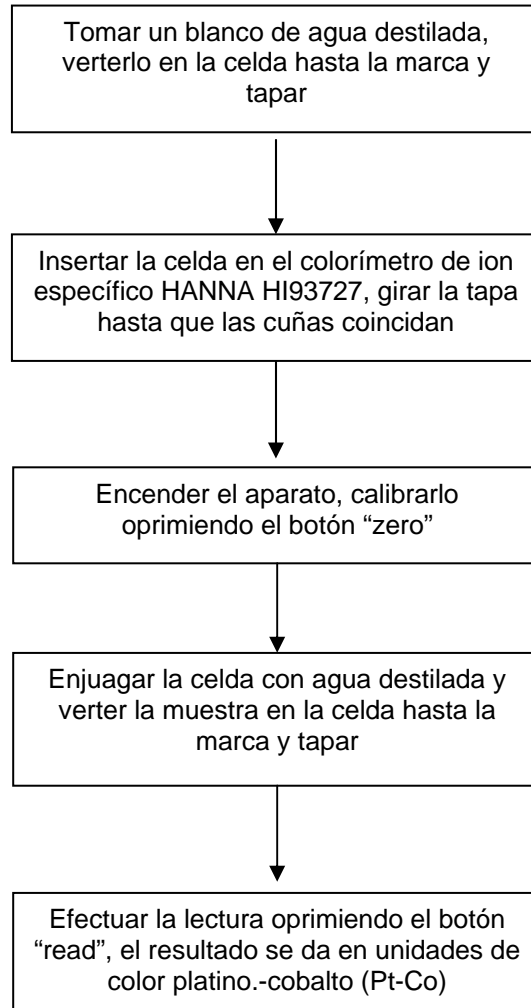 Tomar un blanco de agua destilada,
verterlo en la celda hasta la marca y
tapar
Insertar la celda en el colorímetro de ion
específico HANNA HI93727, girar la tapa
hasta que las cuñas coincidan
Encender el aparato, calibrarlo
oprimiendo el botón “zero”
Enjuagar la celda con agua destilada y
verter la muestra en la celda hasta la
marca y tapar
Efectuar la lectura oprimiendo el botón
“read”, el resultado se da en unidades de
color platino.-cobalto (Pt-Co)